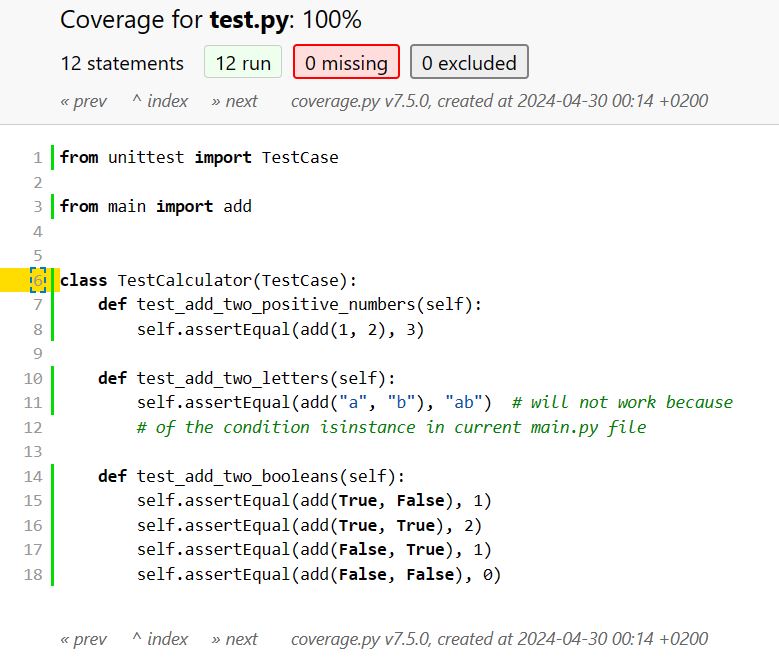 Coverage for test.py: 100%
12 statements 12 run 0 missing 0 excluded
« prev ^ index » next coverage.py v7.5.0, created at 2024-04-30 00:14 +0200
1 from unittest import TestCase
2
3 from main import add
4
5
6 class TestCalculator(TestCase):
7     def test_add_two_positive_numbers(self):
8         self.assertEqual(add(1, 2), 3)
9
10     def test_add_two_letters(self):
11         self.assertEqual(add("a", "b"), "ab")  # will not work because
12         # of the condition isinstance in current main.py file
13
14     def test_add_two_booleans(self):
15         self.assertEqual(add(True, False), 1)
16         self.assertEqual(add(True, True), 2)
17         self.assertEqual(add(False, True), 1)
18         self.assertEqual(add(False, False), 0)
« prev ^ index » next coverage.py v7.5.0, created at 2024-04-30 00:14 +0200